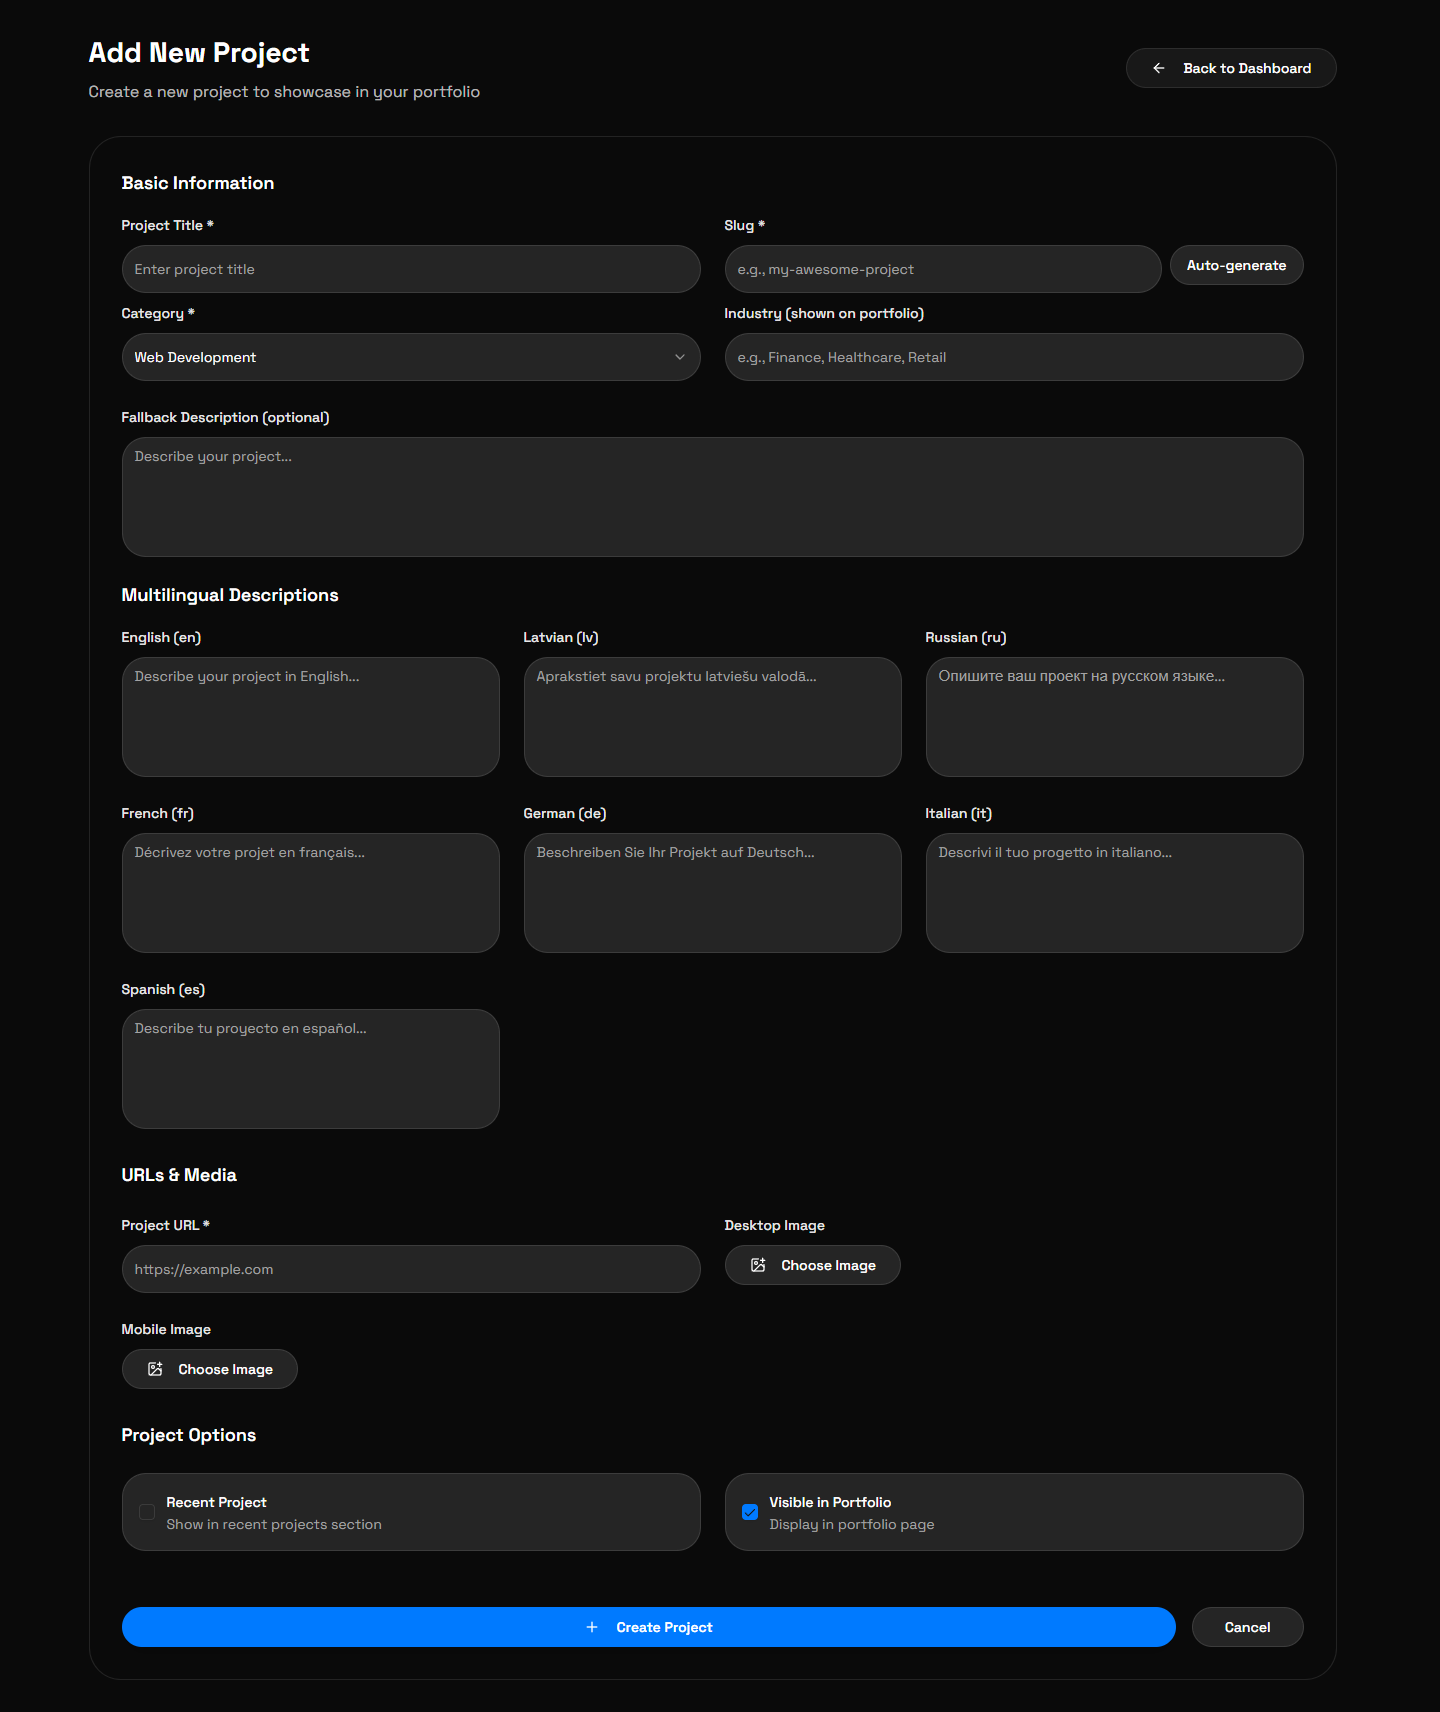 Add New Project
Create a new project to showcase in your portfolio
Back to Dashboard
Basic Information
Project Title *
Slug *
Enter project title
e.g., my-awesome-project
Auto-generate
Category *
Industry (shown on portfolio)
Web Development
e.g., Finance, Healthcare, Retail
Fallback Description (optional)
Describe your project...
Multilingual Descriptions
English (en)
Latvian (lv)
Russian (ru)
Describe your project in English...
Aprakstiet savu projektu latviešu valodā...
Опишите ваш проект на русском языке...
French (fr)
German (de)
Italian (it)
Décrivez votre projet en français...
Beschreiben Sie Ihr Projekt auf Deutsch...
Descrivi il tuo progetto in italiano...
Spanish (es)
Describe tu proyecto en español...
URLs & Media
Project URL *
Desktop Image
https://example.com
Choose Image
Mobile Image
Choose Image
Project Options
Recent Project
Show in recent projects section
Visible in Portfolio
Display in portfolio page
Create Project
Cancel